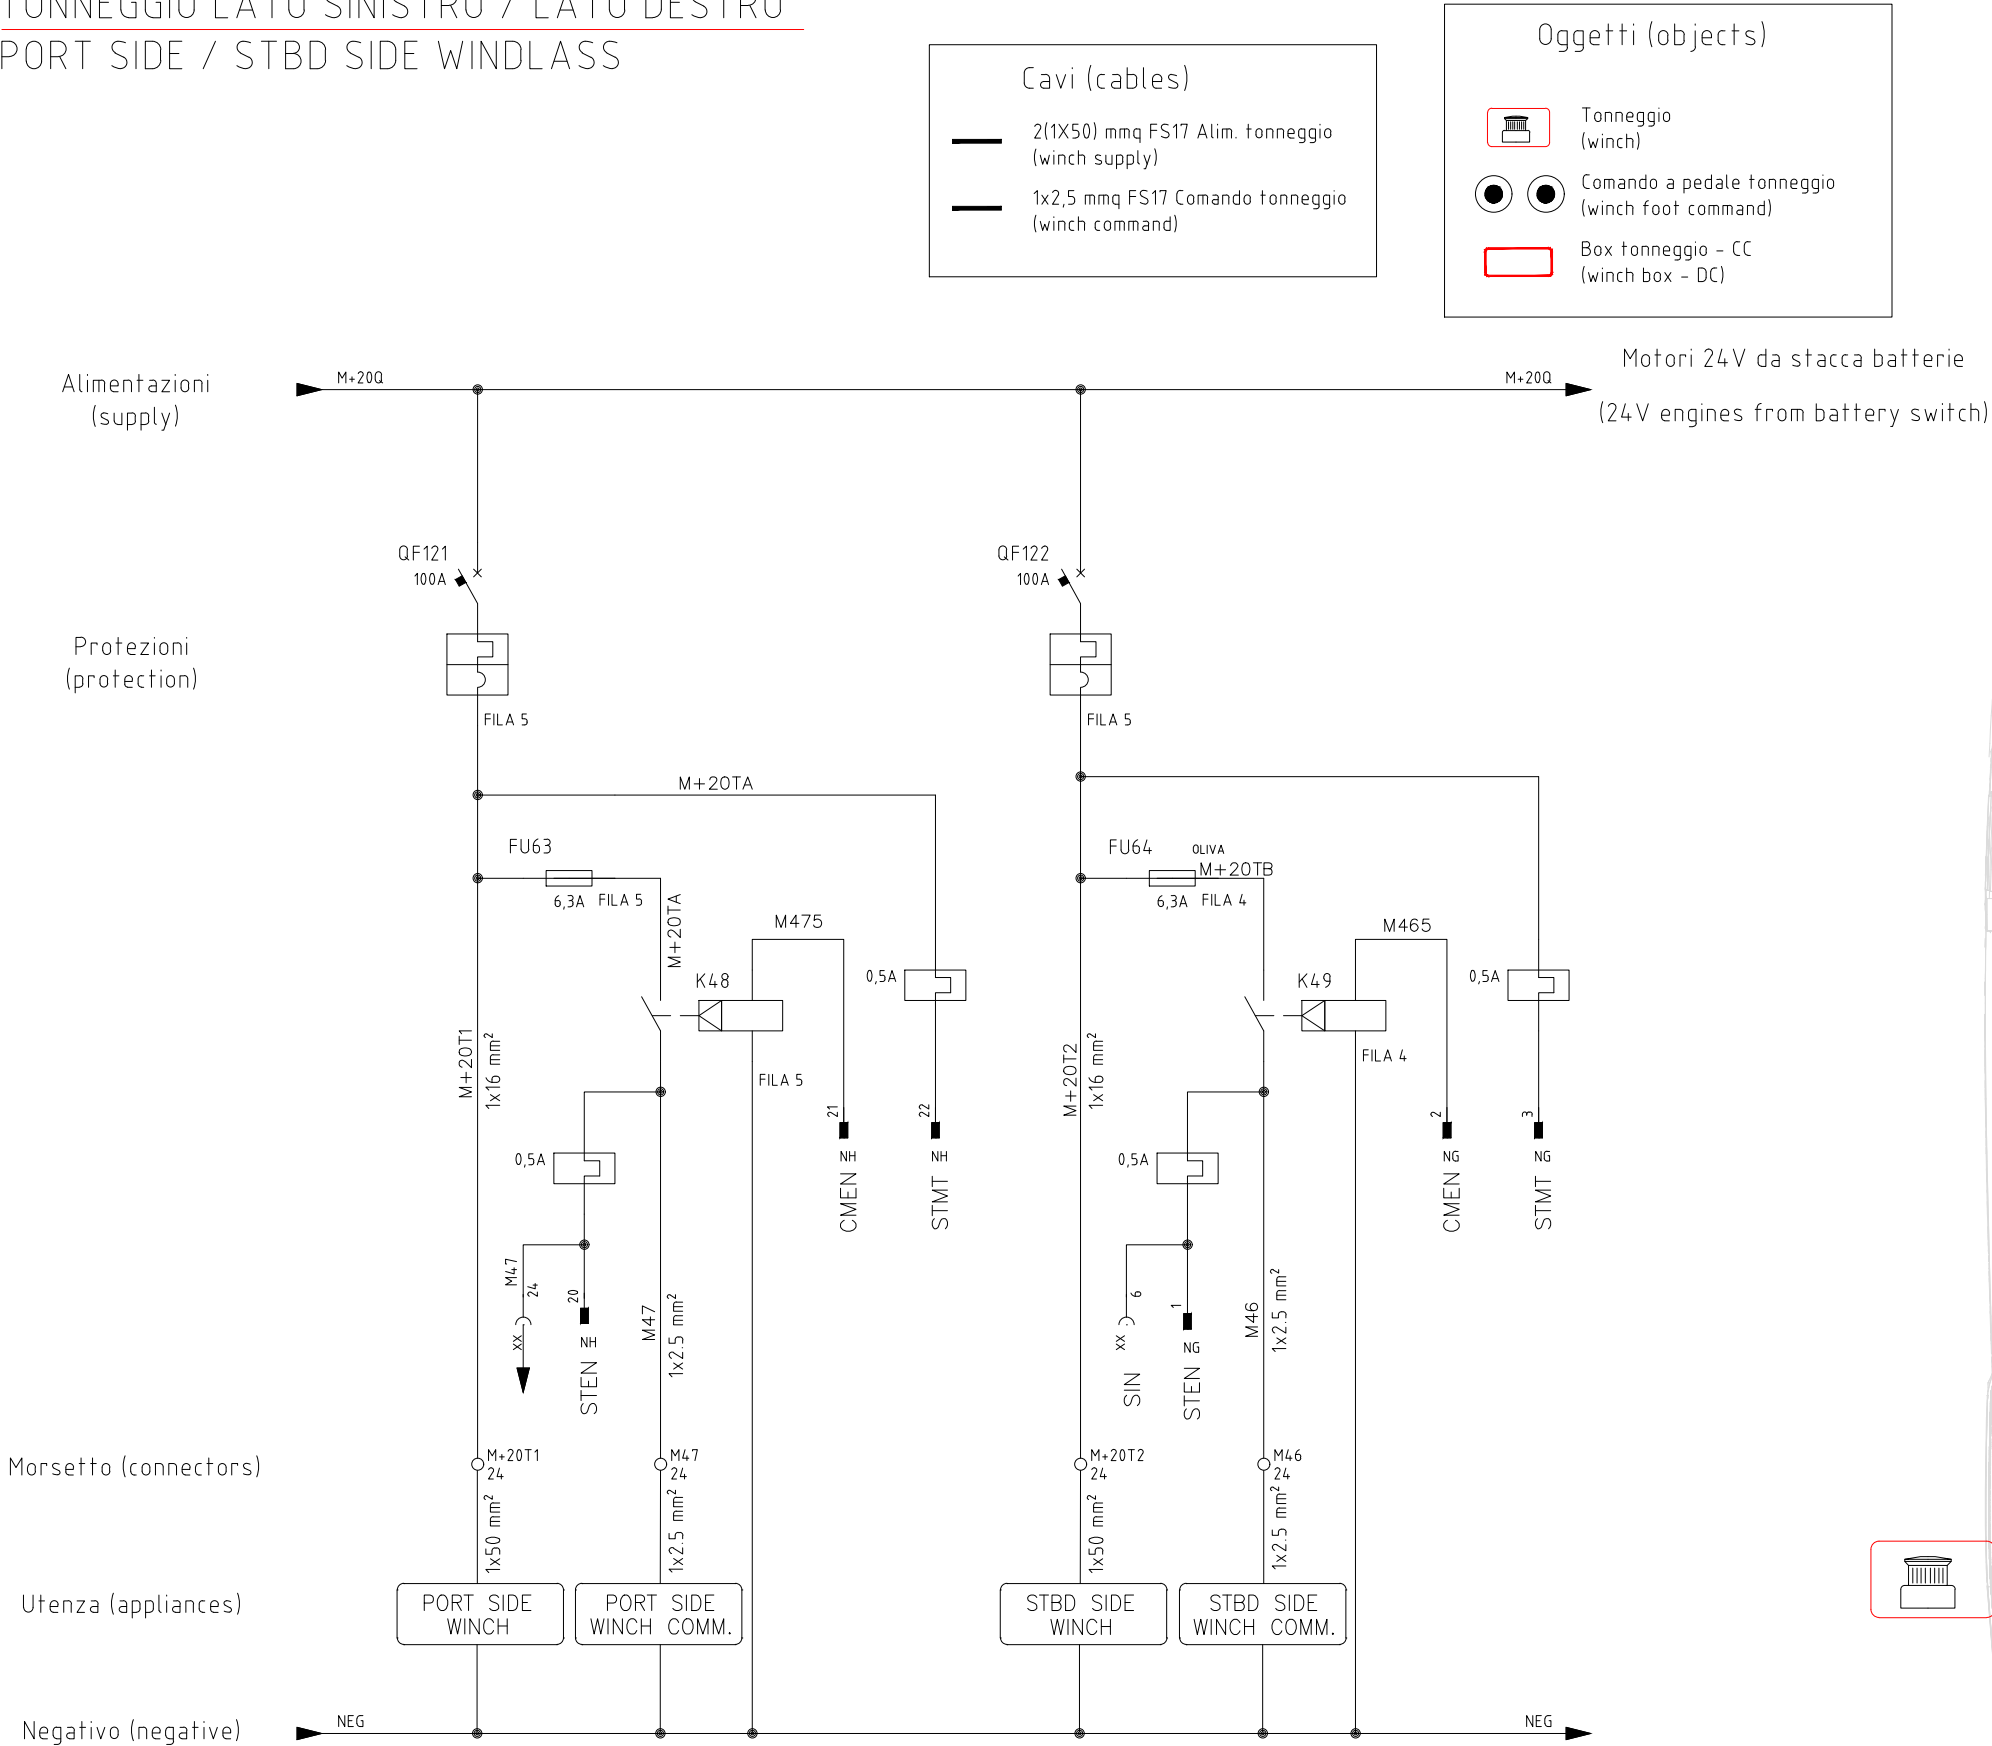 TONNEGGIO LATO SINISTRO / LATO DESTRO
PORT SIDE / STBD SIDE WINDLASS
Cavi (cables)
2(1X50) mmq FS17 Alim. tonneggio
(winch supply)
1x2,5 mmq FS17 Comando tonneggio
(winch command)
Oggetti (objects)
Tonneggio
(winch)
Comando a pedale tonneggio
(winch foot command)
Box tonneggio - CC
(winch box - DC)
Alimentazioni
(supply)
M+20Q
M+20Q
Motori 24V da stacca batterie
(24V engines from battery switch)
QF121
100A
QF122
100A
Protezioni
(protection)
FILA 5
FILA 5
M+20TA
FU63
6,3A
FILA 5
M+20TA
M475
K48
0,5A
FILA 5
M+20T1
1x16 mm²
21
NH
CMEN
22
NH
STMT
0,5A
M47
24
XX
20
NH
STEN
M47
1x2.5 mm²
FU64
OLIVA
M+20TB
6,3A
FILA 4
M465
K49
0,5A
FILA 4
M+20T2
1x16 mm²
2
NG
CMEN
3
NG
STMT
0,5A
6
XX
SIN
1
NG
STEN
M46
1x2.5 mm²
Morsetto (connectors)
M+20T1
24
M47
24
M+20T2
24
M46
24
1x50 mm²
1x2.5 mm²
1x50 mm²
1x2.5 mm²
Utenza (appliances)
PORT SIDE
WINCH
PORT SIDE
WINCH COMM.
STBD SIDE
WINCH
STBD SIDE
WINCH COMM.
Negativo (negative)
NEG
NEG